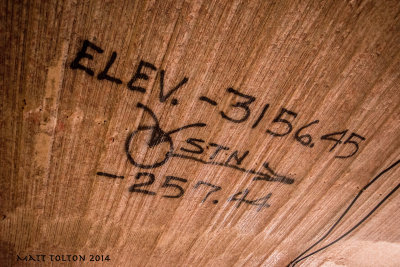 ELEV. -3156.45
STN
-257.44
MATT TOLTON 2014